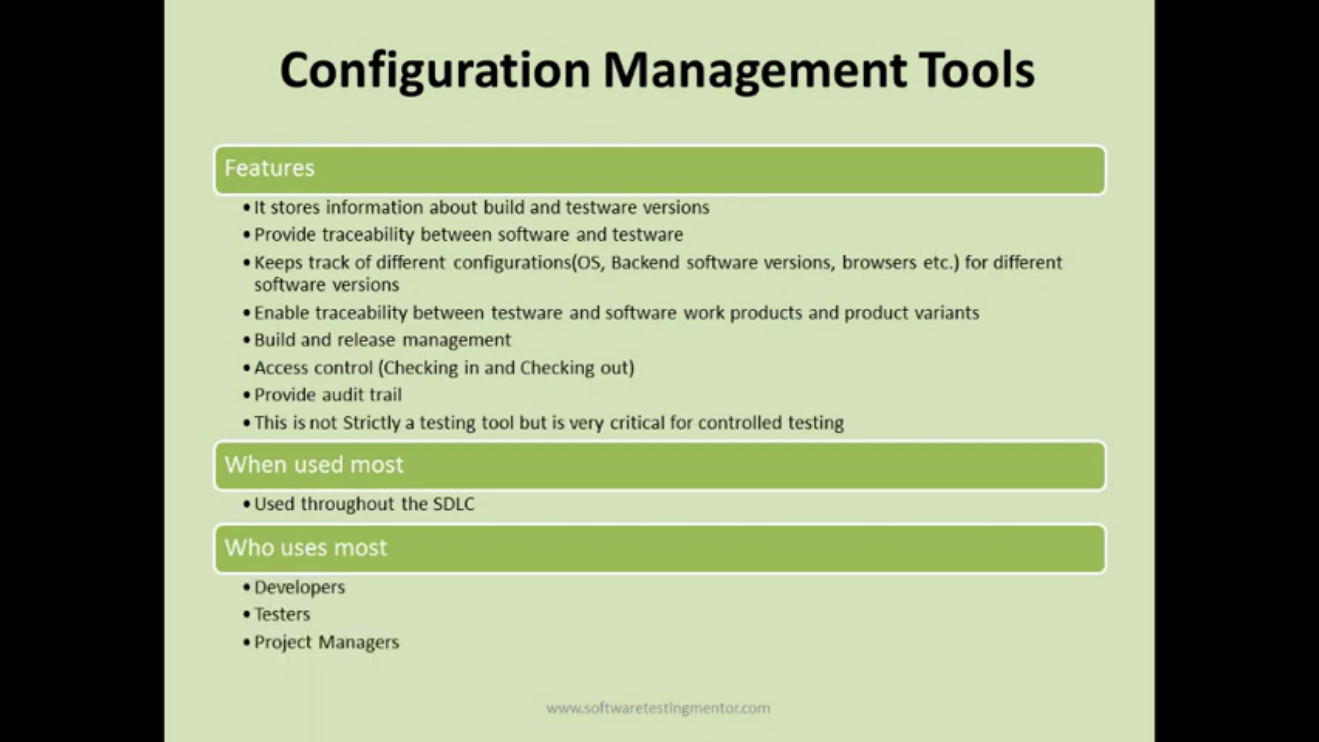 Configuration Management Tools
Features
•It stores information about build and testware versions
•Provide traceability between software and testware
•Keeps track of different configurations(OS, Backend software versions, browsers etc.) for different
software versions
•Enable traceability between testware and software work products and product variants
•Build and release management
•Access control (Checking in and Checking out)
•Provide audit trail
•This is not Strictly a testing tool but is very critical for controlled testing
When used most
•Used throughout the SDLC
Who uses most
•Developers
•Testers
•Project Managers
www.softwaretestingmentor.com